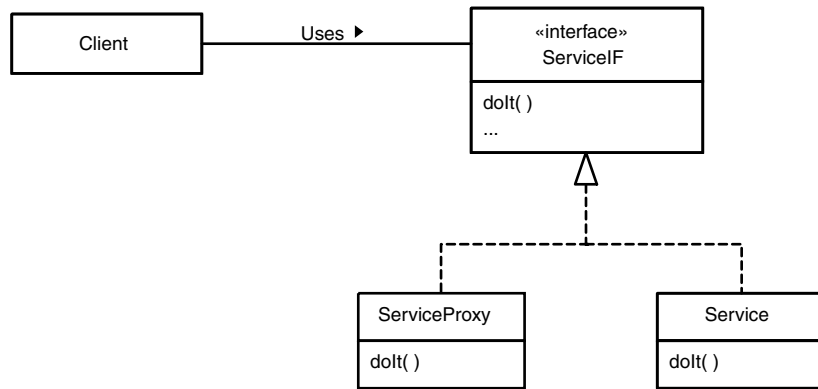 Client
Uses
«interface»
ServiceIF
doIt( )
...
ServiceProxy
doIt( )
Service
doIt( )